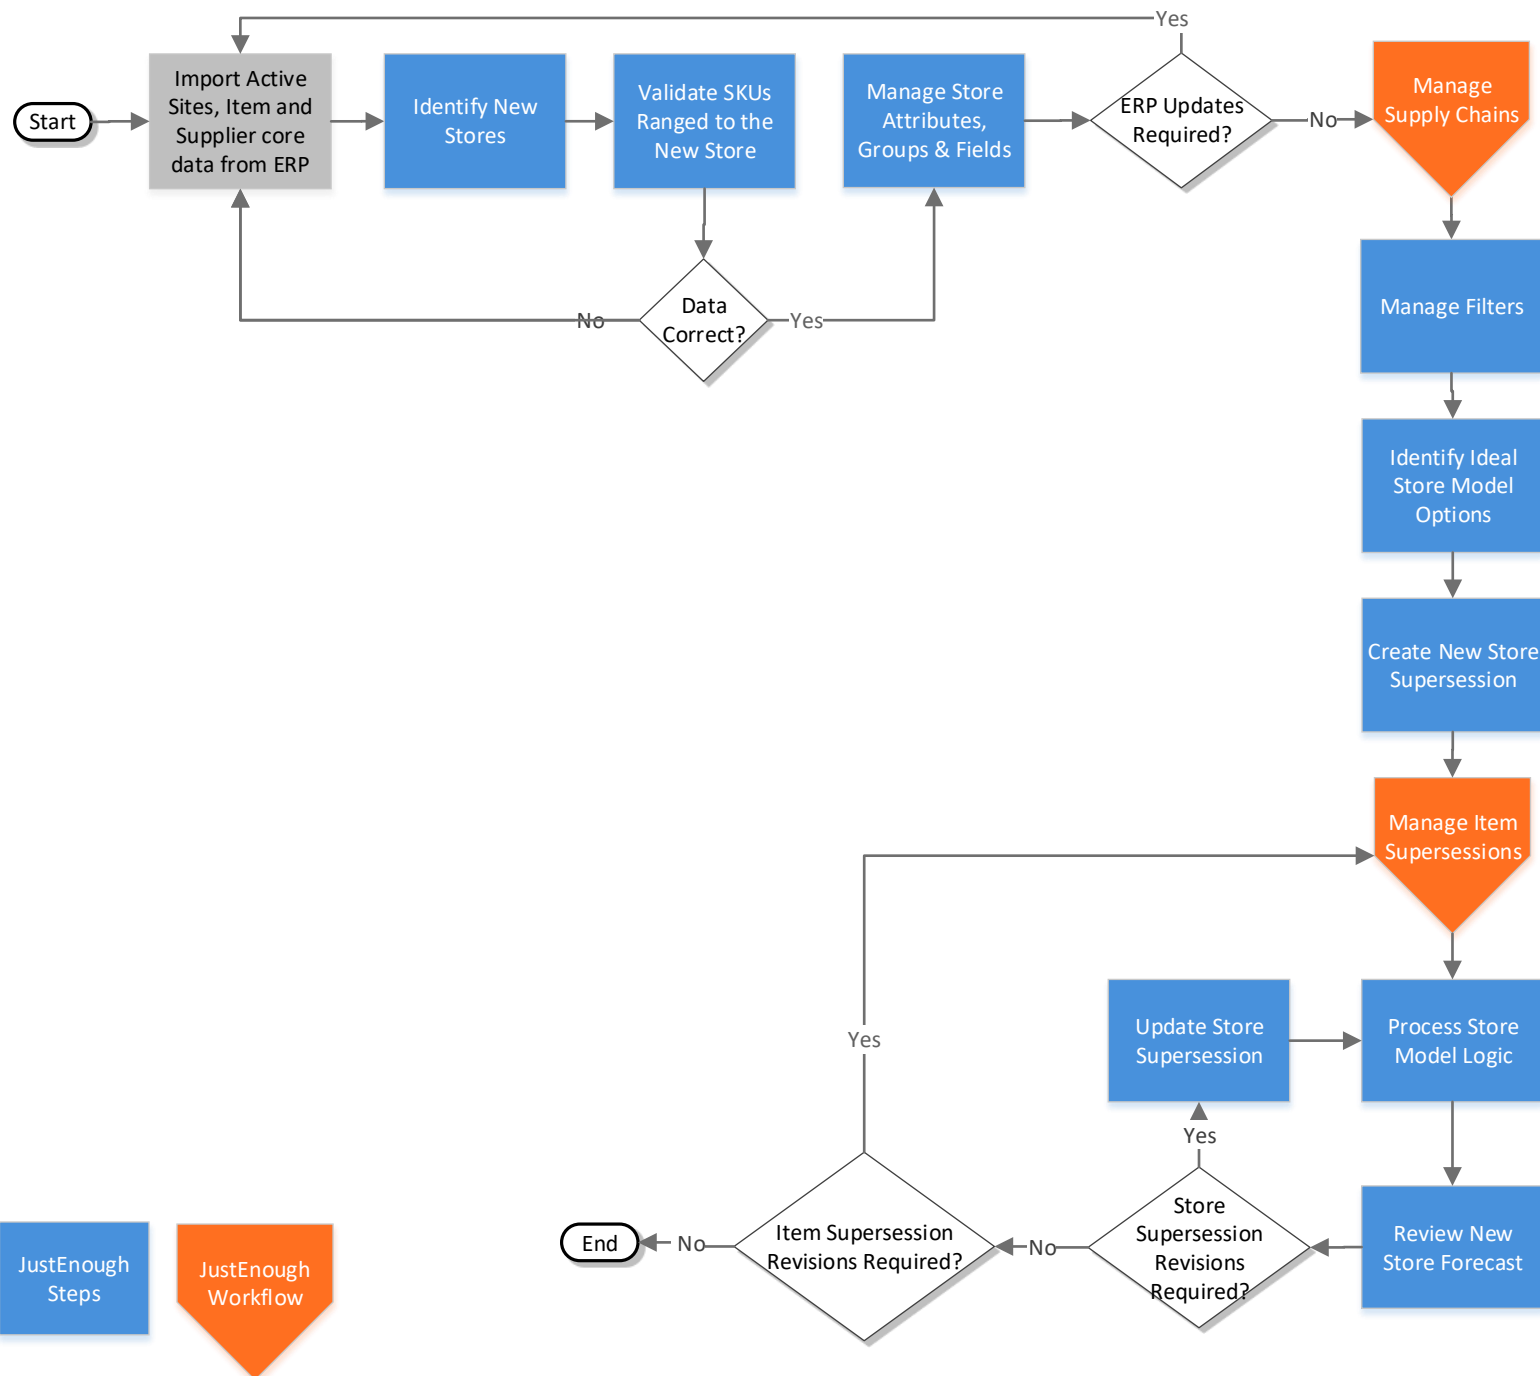 Yes
Start
Import Active
Sites, Item and
Supplier core
data from ERP
Identify New
Stores
Validate SKUs
Ranged to the
New Store
Manage Store
Attributes,
Groups & Fields
ERP Updates
Required?
No
Manage
Supply Chains
Data
Correct?
No
Yes
Manage Filters
Identify Ideal
Store Model
Options
Create New Store
Supersession
Manage Item
Supersessions
Yes
Update Store
Supersession
Process Store
Model Logic
Yes
Store
Supersession
Revisions
Required?
Review New
Store Forecast
No
Item Supersession
Revisions Required?
No
End
JustEnough
Steps
JustEnough
Workflow